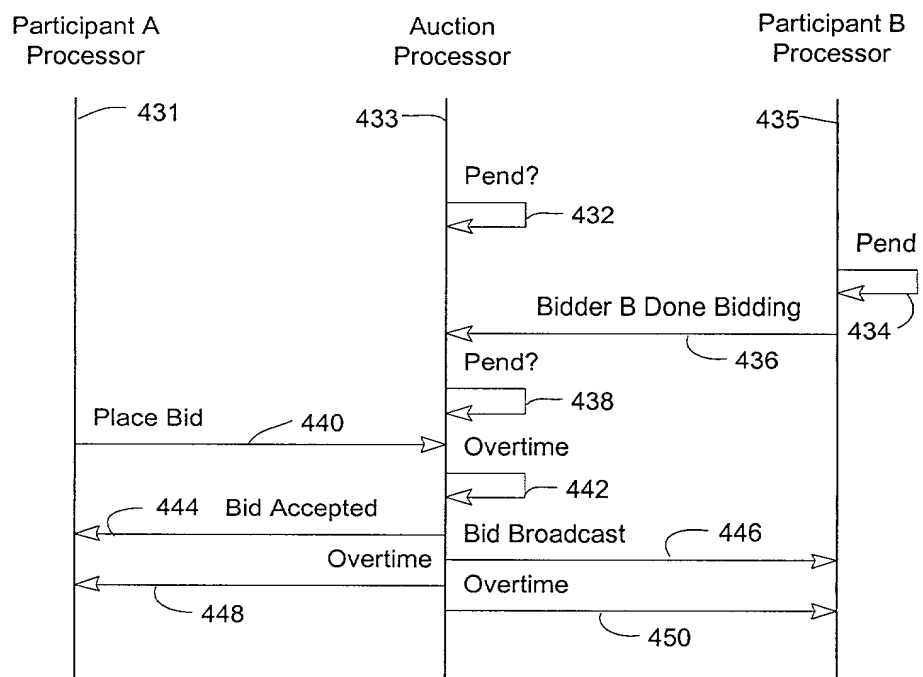 Participant A
Processor
Auction
Processor
Participant B
Processor
431
433
435
Pend?
432
Pend
434
Bidder B Done Bidding
436
Pend?
438
Place Bid
440
Overtime
442
444
Bid Accepted
Bid Broadcast
446
Overtime
448
Overtime
450